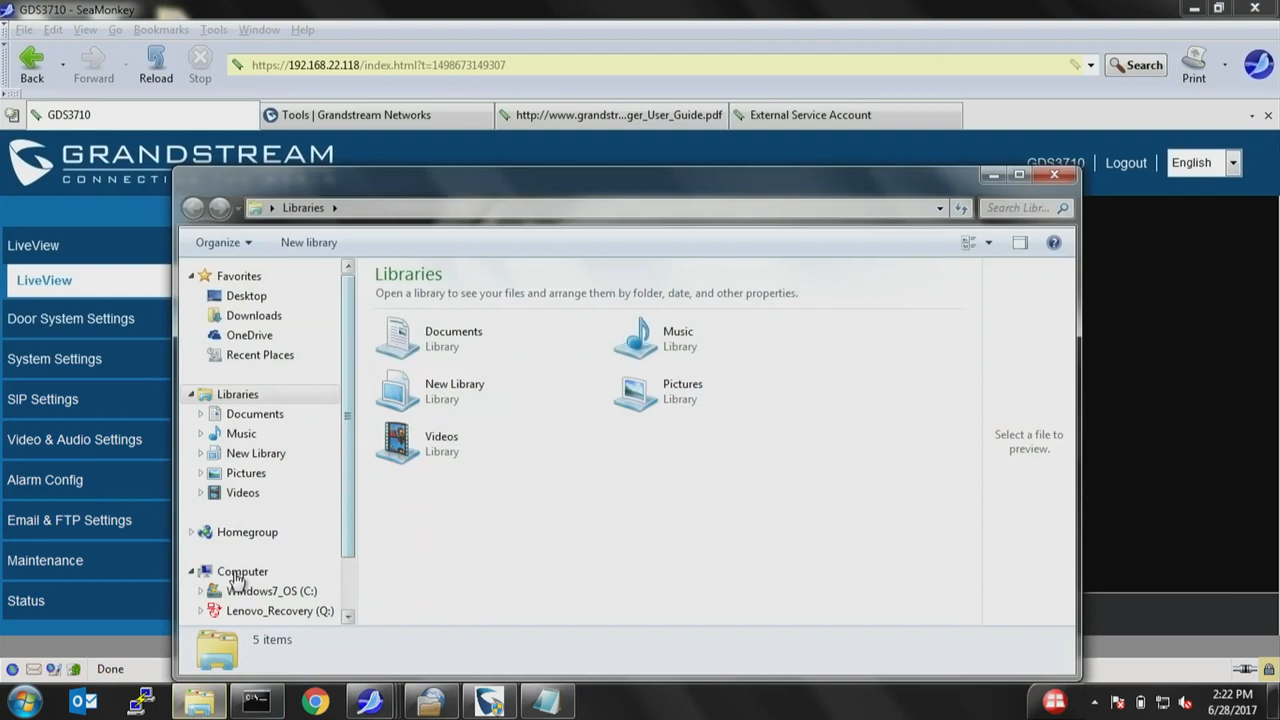 GDS3710 - SeaMonkey
File Edit View Go Bookmarks Tools Window Help
Back Forward Reload Stop
https://192.168.22.118/index.html?t=1498673149307
Search
Print
GDS3710
Tools | Grandstream Networks
http://www.grandstr...ger_User_Guide.pdf
External Service Account
GRANDSTREAM
CONNECTI
GDS3710 | Logout | English
LiveView
LiveView
Door System Settings
System Settings
SIP Settings
Video & Audio Settings
Alarm Config
Email & FTP Settings
Maintenance
Status
Libraries
Search Libr...
Organize
New library
Favorites
Desktop
Downloads
OneDrive
Recent Places
Libraries
Documents
Music
New Library
Pictures
Videos
Homegroup
Computer
Windows7_OS (C:)
Lenovo_Recovery (Q:)
Libraries
Open a library to see your files and arrange them by folder, date, and other properties.
Documents
Library
Music
Library
New Library
Library
Pictures
Library
Videos
Library
Select a file to
preview.
5 items
Done
2:22 PM
6/28/2017